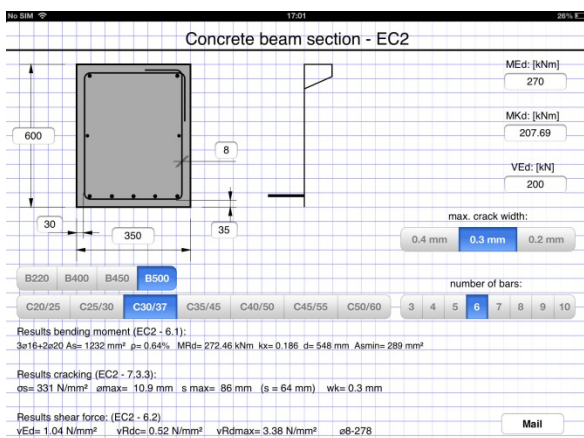 No SIM 17:01 26%
Concrete beam section - EC2
MEd: [kNm]
270
MKd: [kNm]
207.69
600
8
VEd: [kN]
200
max. crack width:
30 350 35
0.4 mm 0.3 mm 0.2 mm
B220 B400 B450 B500
number of bars:
C20/25 C25/30 C30/37 C35/45 C40/50 C45/55 C50/60 3 4 5 6 7 8 9 10
Results bending moment (EC2 - 6.1):
3ø16+2ø20 As= 1232 mm² ρ= 0.64% MRd= 272.46 kNm kx= 0.186 d= 548 mm Asmin= 289 mm²
Results cracking (EC2 - 7.3.3):
σs= 331 N/mm² ømax= 10.9 mm s max= 86 mm (s = 64 mm) wk= 0.3 mm
Results shear force: (EC2 - 6.2)
vEd= 1.04 N/mm² vRdc= 0.52 N/mm² vRdmax= 3.38 N/mm² ø8-278
Mail